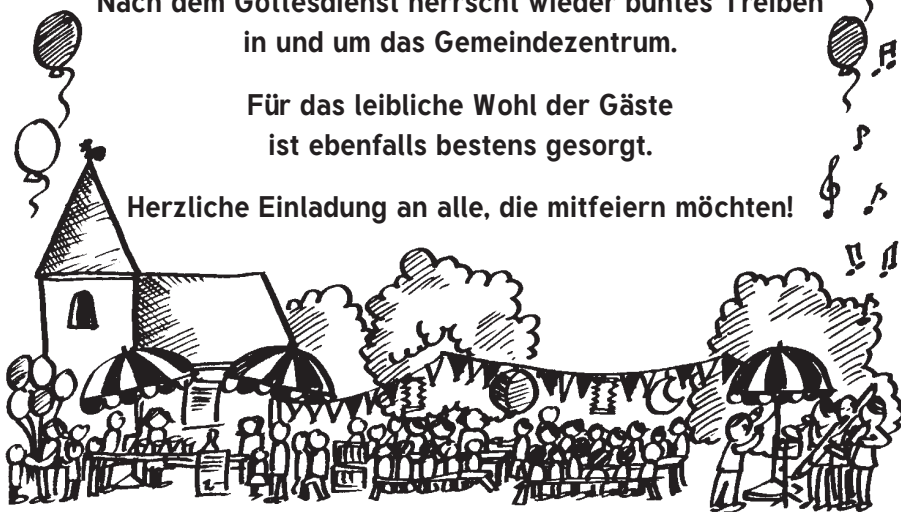 Nach dem Gottesdienst herrscht wieder buntes Treiben
in und um das Gemeindezentrum.
Für das leibliche Wohl der Gäste
ist ebenfalls bestens gesorgt.
Herzliche Einladung an alle, die mitfeiern möchten!